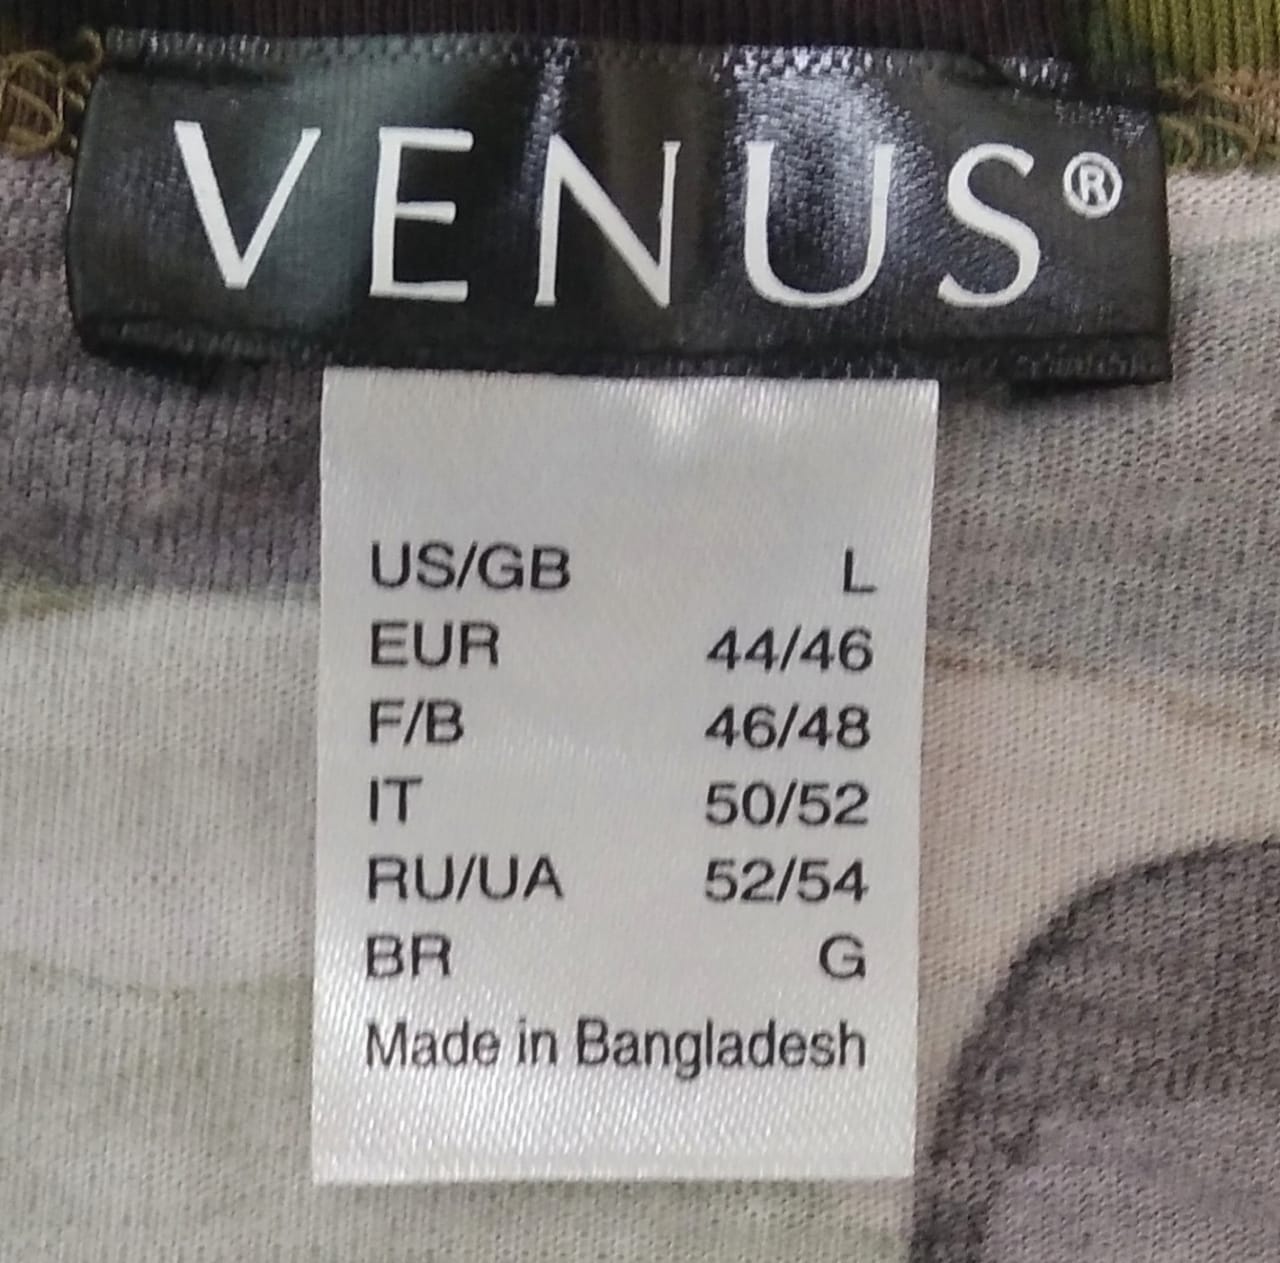 VENUS®
US/GB L
EUR 44/46
F/B 46/48
IT 50/52
RU/UA 52/54
BR G
Made in Bangladesh